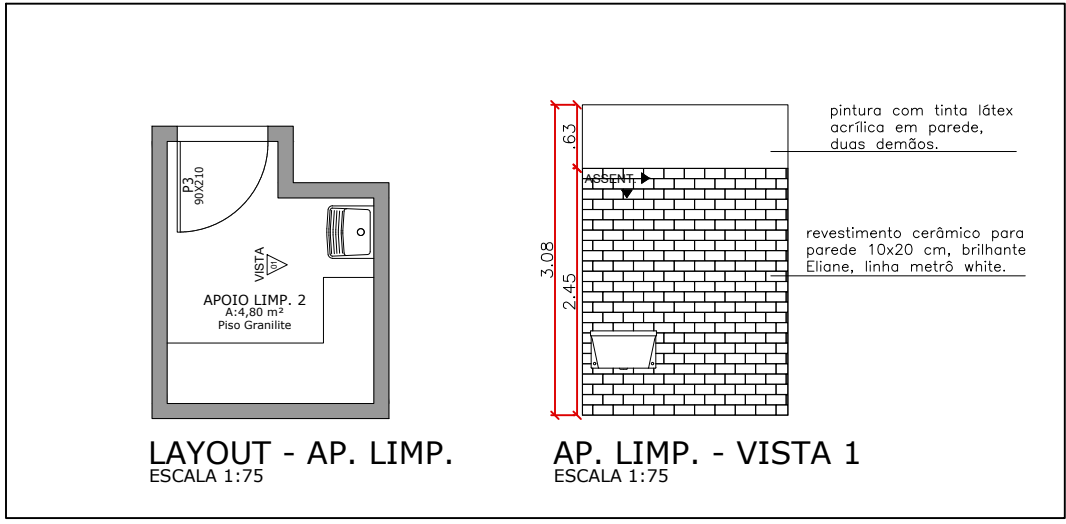 P3
90X210
VISTA
01
APOIO LIMP. 2
A:4,80 m²
Piso Granilite
LAYOUT - AP. LIMP.
ESCALA 1:75
.63
3.08
2.45
ASSENT.
pintura com tinta látex
acrílica em parede,
duas demãos.
revestimento cerâmico para
parede 10x20 cm, brilhante
Eliane, linha metrô white.
AP. LIMP. - VISTA 1
ESCALA 1:75